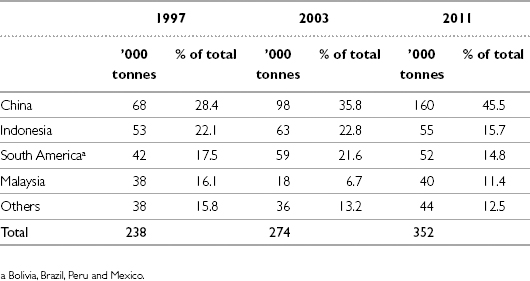 1997 2003 2011
'000 tonnes % of total '000 tonnes % of total '000 tonnes % of total
China 68 28.4 98 35.8 160 45.5
Indonesia 53 22.1 63 22.8 55 15.7
South Americaª 42 17.5 59 21.6 52 14.8
Malaysia 38 16.1 18 6.7 40 11.4
Others 38 15.8 36 13.2 44 12.5
Total 238 274 352
a Bolivia, Brazil, Peru and Mexico.